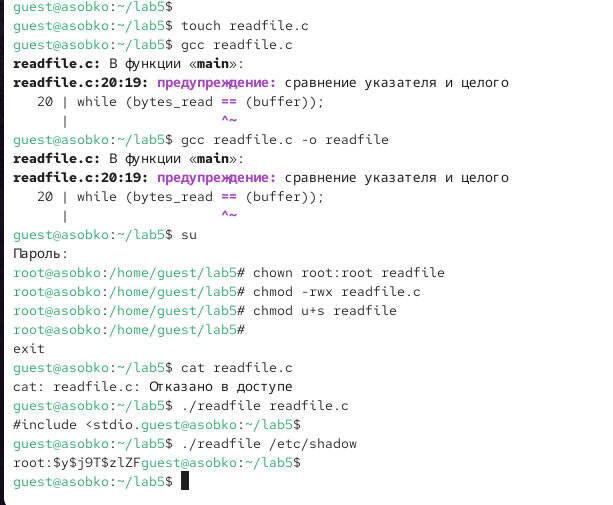 guest@asobko:~/lab5$
guest@asobko:~/lab5$ touch readfile.c
guest@asobko:~/lab5$ gcc readfile.c
readfile.c: В функции «main»:
readfile.c:20:19: предупреждение: сравнение указателя и целого
   20 | while (bytes_read == (buffer));
      |                   ^~
guest@asobko:~/lab5$ gcc readfile.c -o readfile
readfile.c: В функции «main»:
readfile.c:20:19: предупреждение: сравнение указателя и целого
   20 | while (bytes_read == (buffer));
      |                   ^~
guest@asobko:~/lab5$ su
Пароль:
root@asobko:/home/guest/lab5# chown root:root readfile
root@asobko:/home/guest/lab5# chmod -rwx readfile.c
root@asobko:/home/guest/lab5# chmod u+s readfile
root@asobko:/home/guest/lab5#
exit
guest@asobko:~/lab5$ cat readfile.c
cat: readfile.c: Отказано в доступе
guest@asobko:~/lab5$ ./readfile readfile.c
#include <stdio.guest@asobko:~/lab5$
guest@asobko:~/lab5$ ./readfile /etc/shadow
root:$y$j9T$zlZFguest@asobko:~/lab5$
guest@asobko:~/lab5$